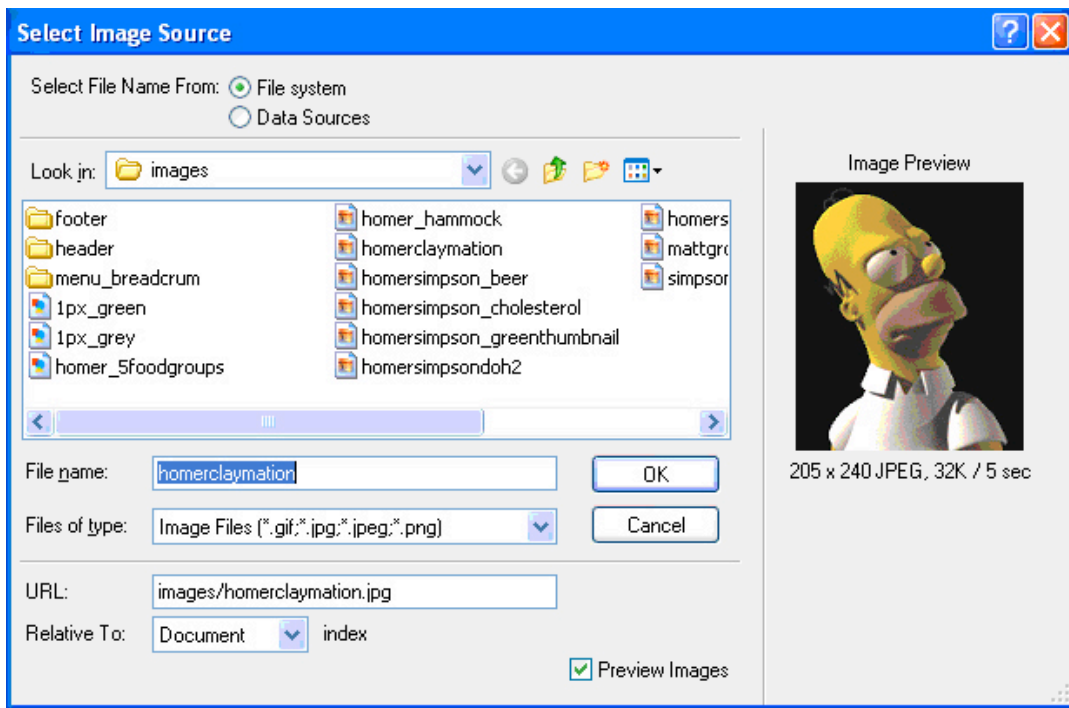 Select Image Source
Select File Name From: File system
Data Sources
Look in: images
Image Preview
footer
header
menu_breadcrum
1px_green
1px_grey
homer_5foodgroups
homer_hammock
homerclaymation
homersimpson_beer
homersimpson_cholesterol
homersimpson_greenthumbnail
homersimpsondoh2
homers
mattgro
simpson
205 x 240 JPEG, 32K / 5 sec
File name: homerclaymation
OK
Files of type: Image Files (*.gif;*.jpg;*.jpeg;*.png)
Cancel
URL: images/homerclaymation.jpg
Relative To: Document index
Preview Images